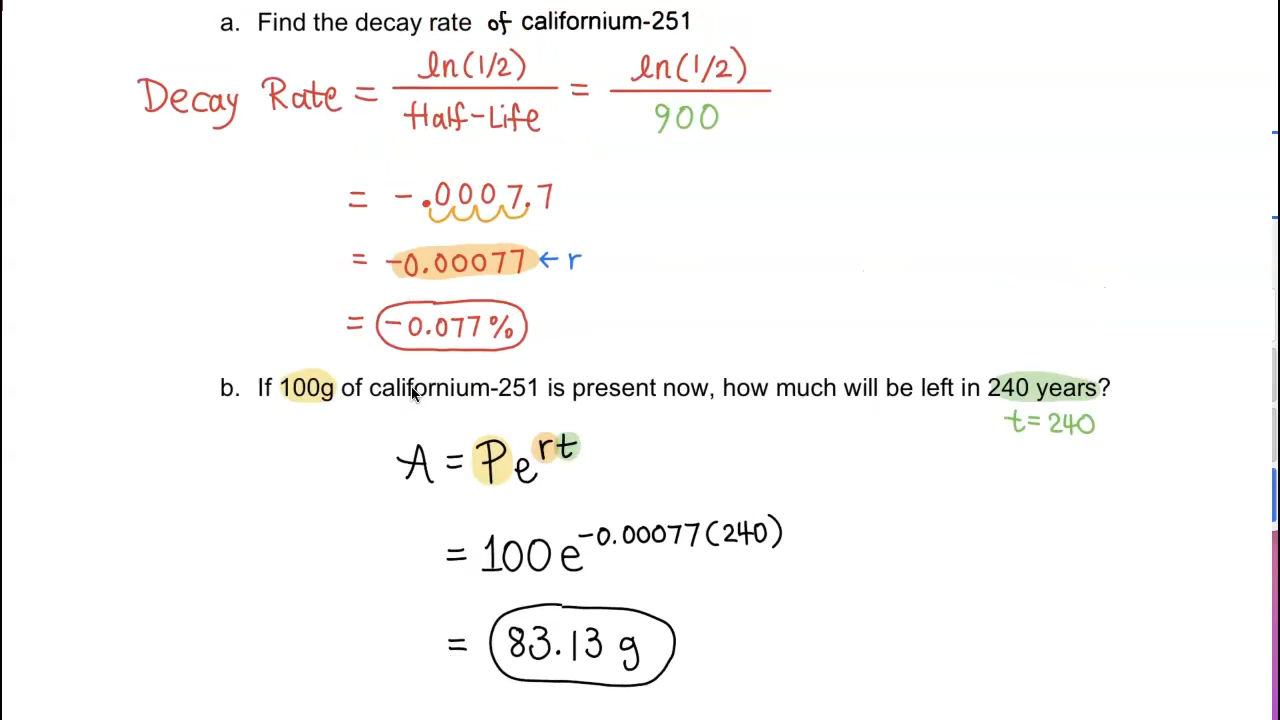 a. Find the decay rate of californium-251
Decay Rate = ln(1/2) / Half-Life = ln(1/2) / 900
= -.0007.7
= -0.00077 ← r
= -0.077%
b. If 100g of californium-251 is present now, how much will be left in 240 years?
t = 240
A = Pe^rt
= 100e^-0.00077(240)
= 83.13 g